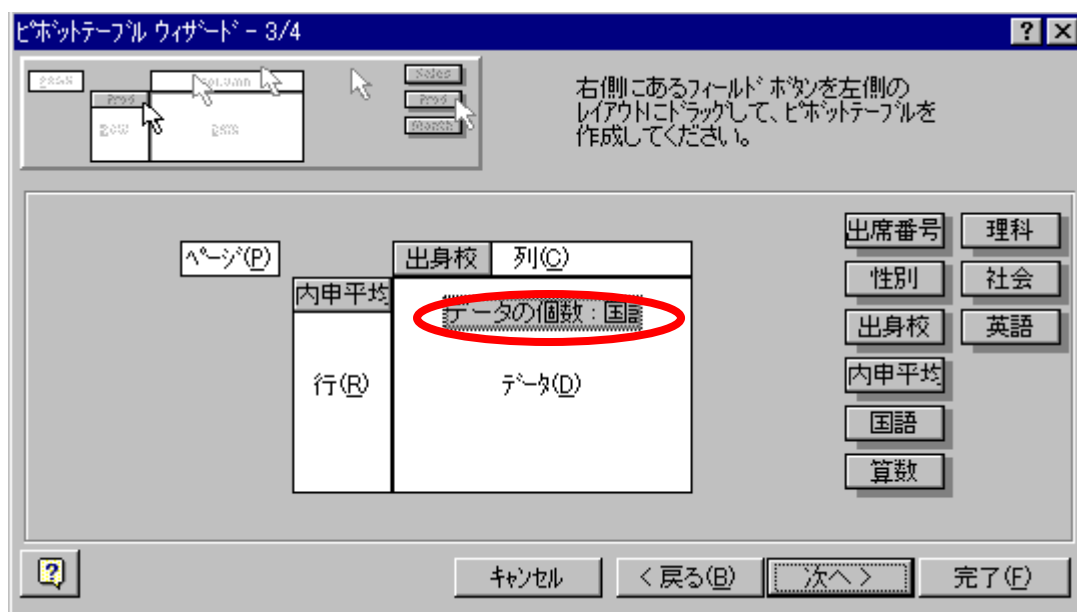 ピボットテーブル ウィザード - 3/4
Sales
Prod
Month
Row
Data
右側にあるフィールド ボタンを左側の
レイアウトにドラッグして、ピボットテーブルを
作成してください。
出席番号 理科
ページ(P) 出身校 列(C)
性別 社会
内申平均
データの個数 : 国
出身校 英語
行(R) データ(D)
内申平均
国語
算数
キャンセル < 戻る(B) 次へ > 完了(F)